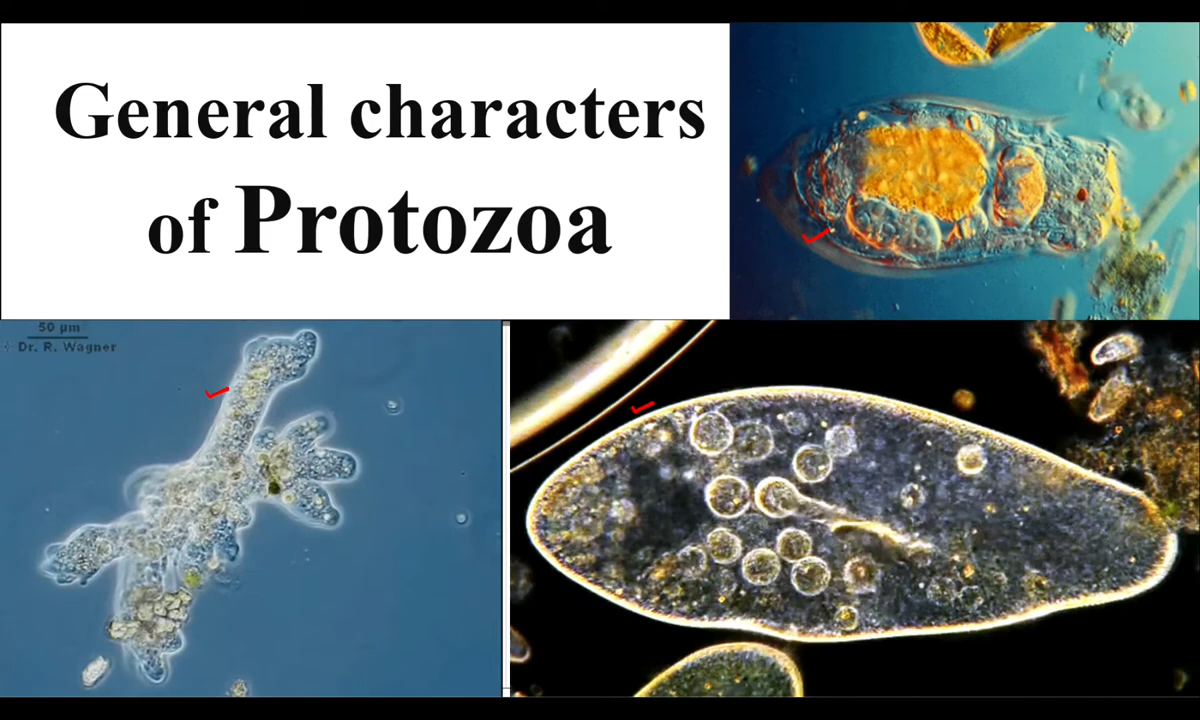 General characters
of Protozoa
50 µm
Dr. R. Wagner